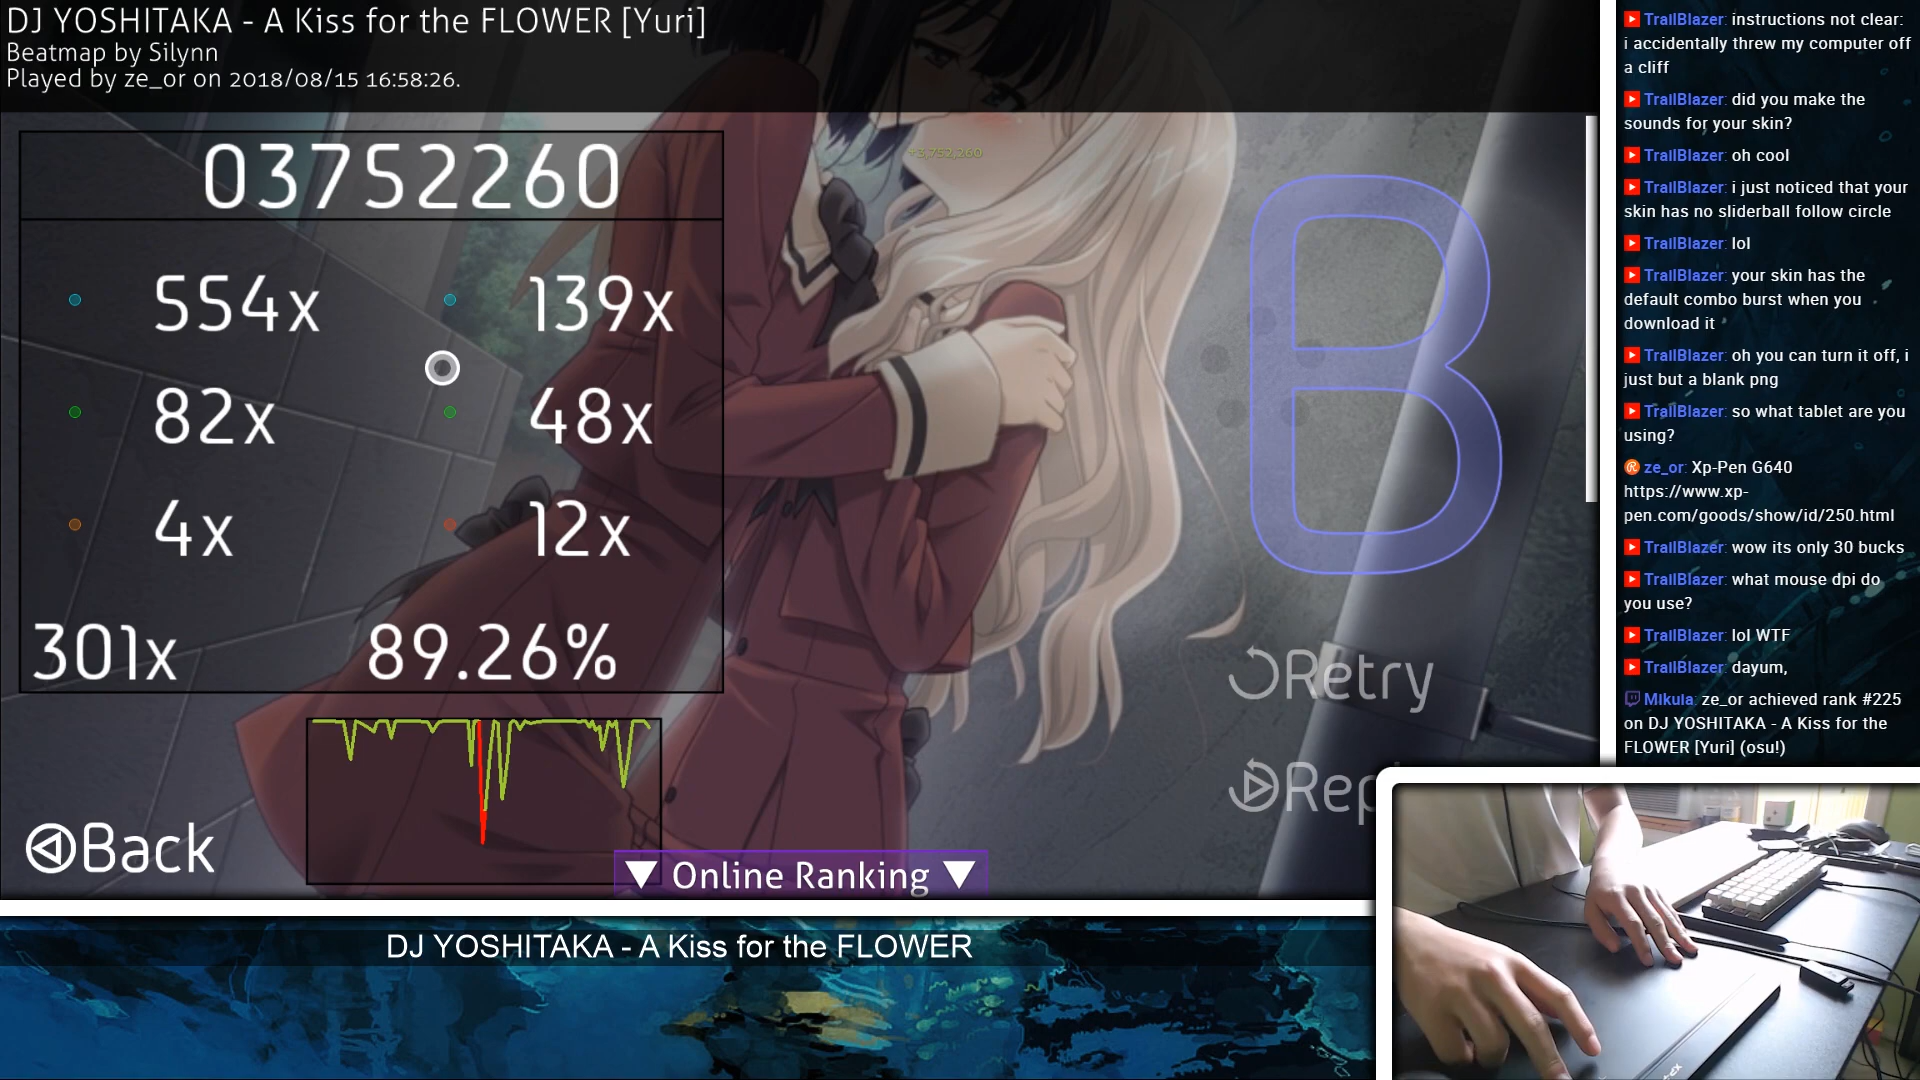 DJ YOSHITAKA - A Kiss for the FLOWER [Yuri]
Beatmap by Silynn
Played by ze_or on 2018/08/15 16:58:26.
03752260
+3,752,260
554x 139x
82x 48x
4x 12x
301x 89.26%
Retry
Rep
Back
Online Ranking
DJ YOSHITAKA - A Kiss for the FLOWER
TrailBlazer: instructions not clear:
i accidentally threw my computer off
a cliff
TrailBlazer: did you make the
sounds for your skin?
TrailBlazer: oh cool
TrailBlazer: i just noticed that your
skin has no sliderball follow circle
TrailBlazer: lol
TrailBlazer: your skin has the
default combo burst when you
download it
TrailBlazer: oh you can turn it off, i
just but a blank png
TrailBlazer: so what tablet are you
using?
ze_or: Xp-Pen G640
https://www.xp-
pen.com/goods/show/id/250.html
TrailBlazer: wow its only 30 bucks
TrailBlazer: what mouse dpi do
you use?
TrailBlazer: lol WTF
TrailBlazer: dayum,
Mikuia: ze_or achieved rank #225
on DJ YOSHITAKA - A Kiss for the
FLOWER [Yuri] (osu!)